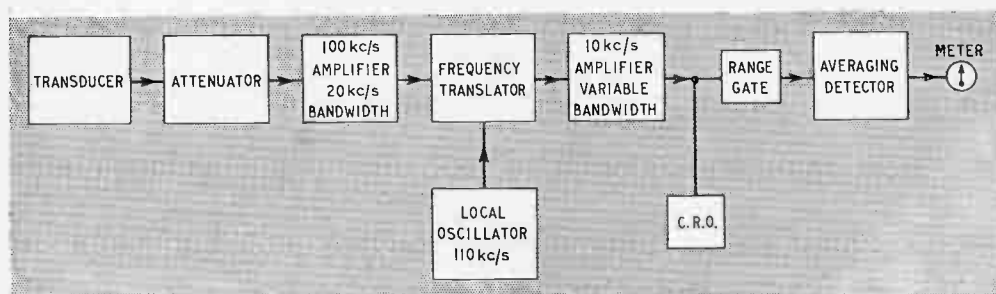 TRANSDUCER
ATTENUATOR
100 kc/s
AMPLIFIER
20 kc/s
BANDWIDTH
FREQUENCY
TRANSLATOR
10 kc/s
AMPLIFIER
VARIABLE
BANDWIDTH
RANGE
GATE
AVERAGING
DETECTOR
METER
LOCAL
OSCILLATOR
110 kc/s
C.R.O.